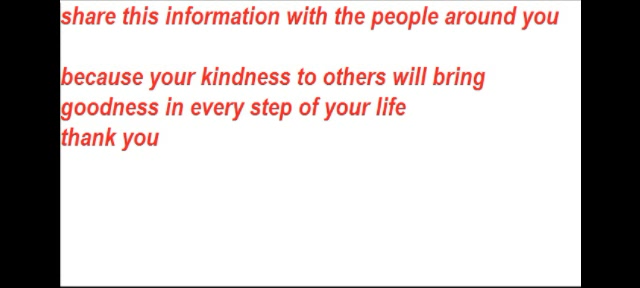 share this information with the people around you
because your kindness to others will bring
goodness in every step of your life
thank you